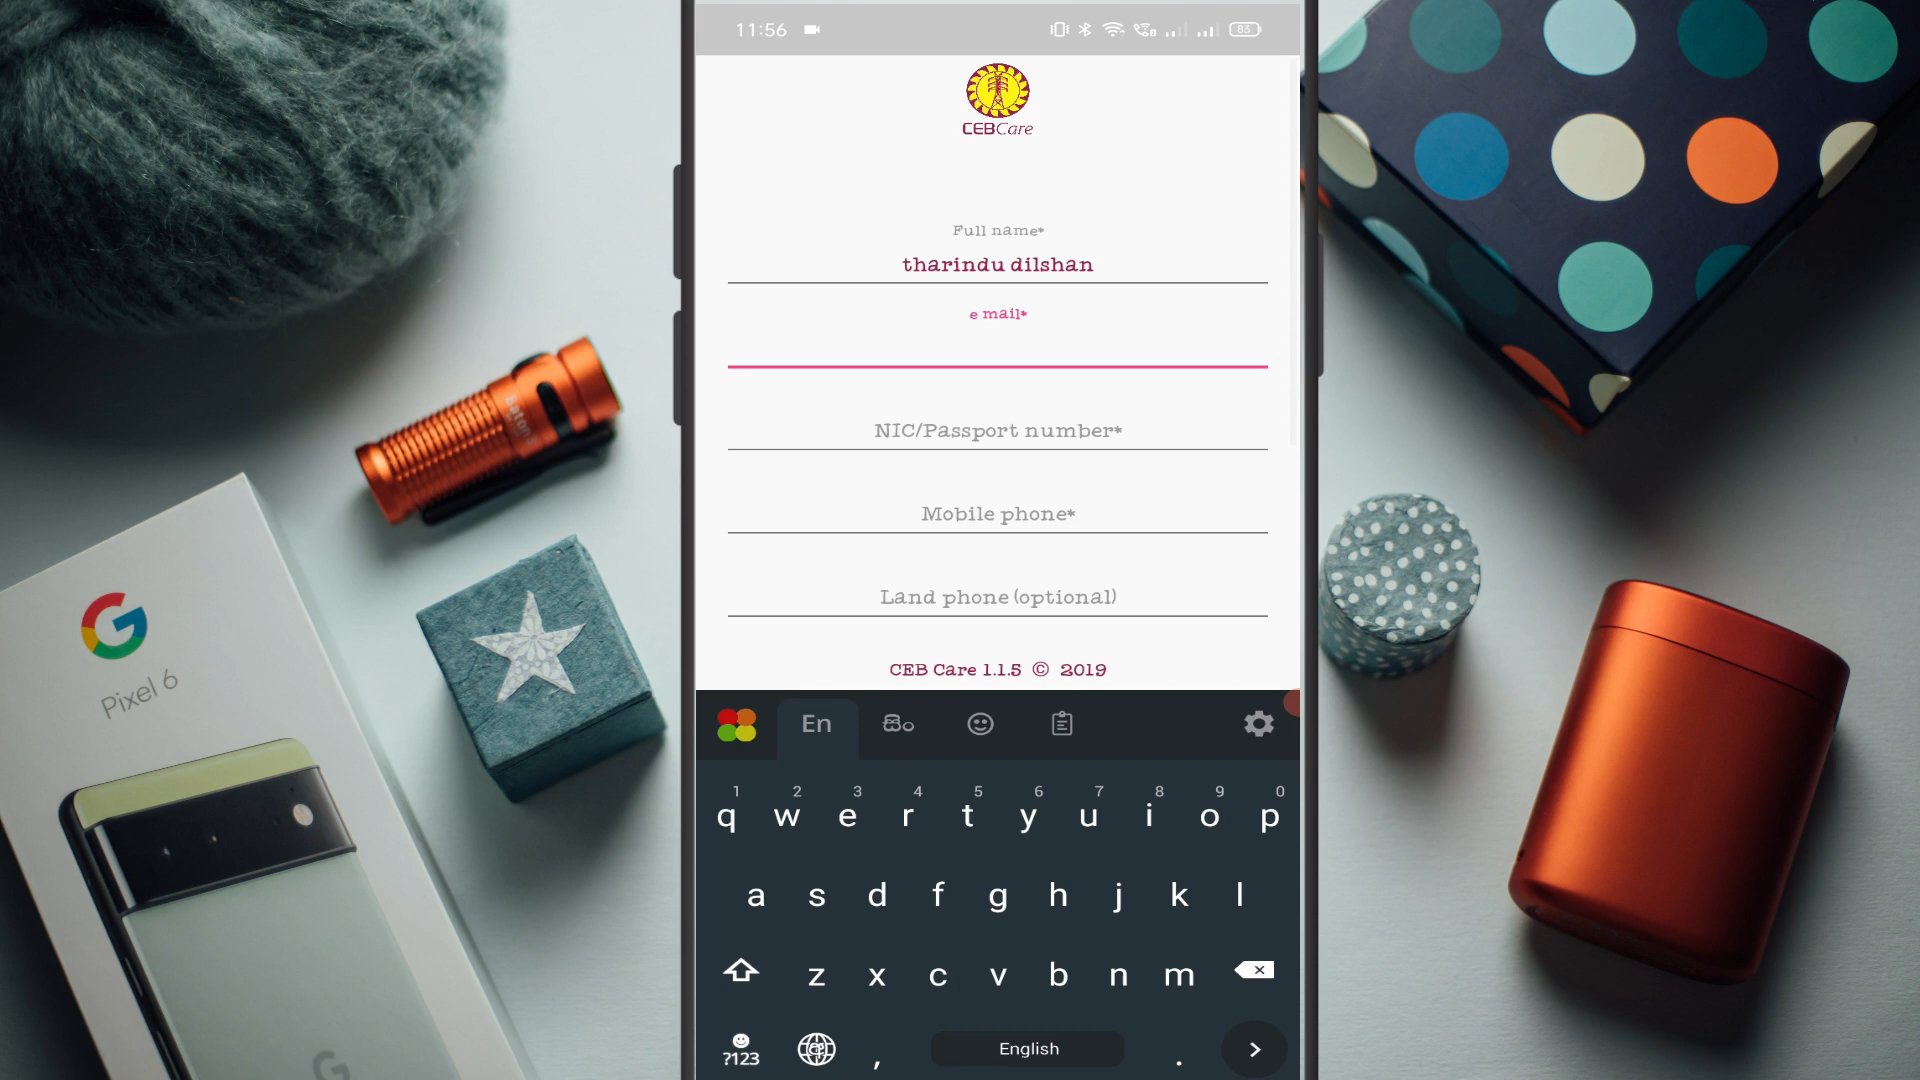 11:56
83
CEBCare
Full name*
tharindu dilshan
e mail*
NIC/Passport number*
Mobile phone*
Land phone (optional)
CEB Care 1.1.5 © 2019
En
සිං
1 2 3 4 5 6 7 8 9 0
q w e r t y u i o p
a s d f g h j k l
z x c v b n m
?123
,
English
.
G
Pixel 6
G